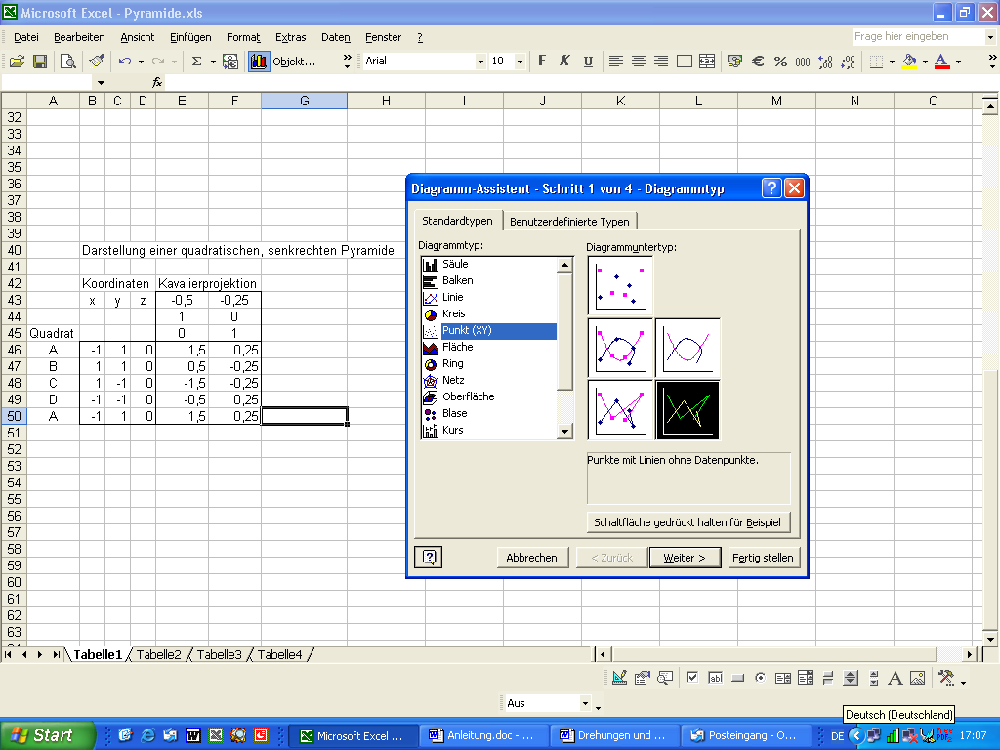 Microsoft Excel - Pyramide.xls
Datei Bearbeiten Ansicht Einfügen Format Extras Daten Fenster ?
Frage hier eingeben
Σ Objekt... Arial 10 F K U € % 000 A
fx
A B C D E F G H I J K L M N O
32
33
34
35
36
37
38
39
40 Darstellung einer quadratischen, senkrechten Pyramide
41
42 Koordinaten Kavalierprojektion
43 x y z -0,5 -0,25
44 1 0
45 Quadrat 0 1
46 A -1 1 0 1,5 0,25
47 B 1 1 0 0,5 -0,25
48 C 1 -1 0 -1,5 -0,25
49 D -1 -1 0 -0,5 0,25
50 A -1 1 0 1,5 0,25
51
52
53
54
55
56
57
58
59
60
61
62
63
Diagramm-Assistent - Schritt 1 von 4 - Diagrammtyp
Standardtypen Benutzerdefinierte Typen
Diagrammtyp:
Säule
Balken
Linie
Kreis
Punkt (XY)
Fläche
Ring
Netz
Oberfläche
Blase
Kurs
Diagrammuntertyp:
Punkte mit Linien ohne Datenpunkte.
Schaltfläche gedrückt halten für Beispiel
Abbrechen < Zurück Weiter > Fertig stellen
Tabelle1 Tabelle2 Tabelle3 Tabelle4
Aus
Deutsch (Deutschland)
Start Microsoft Excel ... Anleitung.doc - ... Drehungen und ... Posteingang - O... DE 17:07